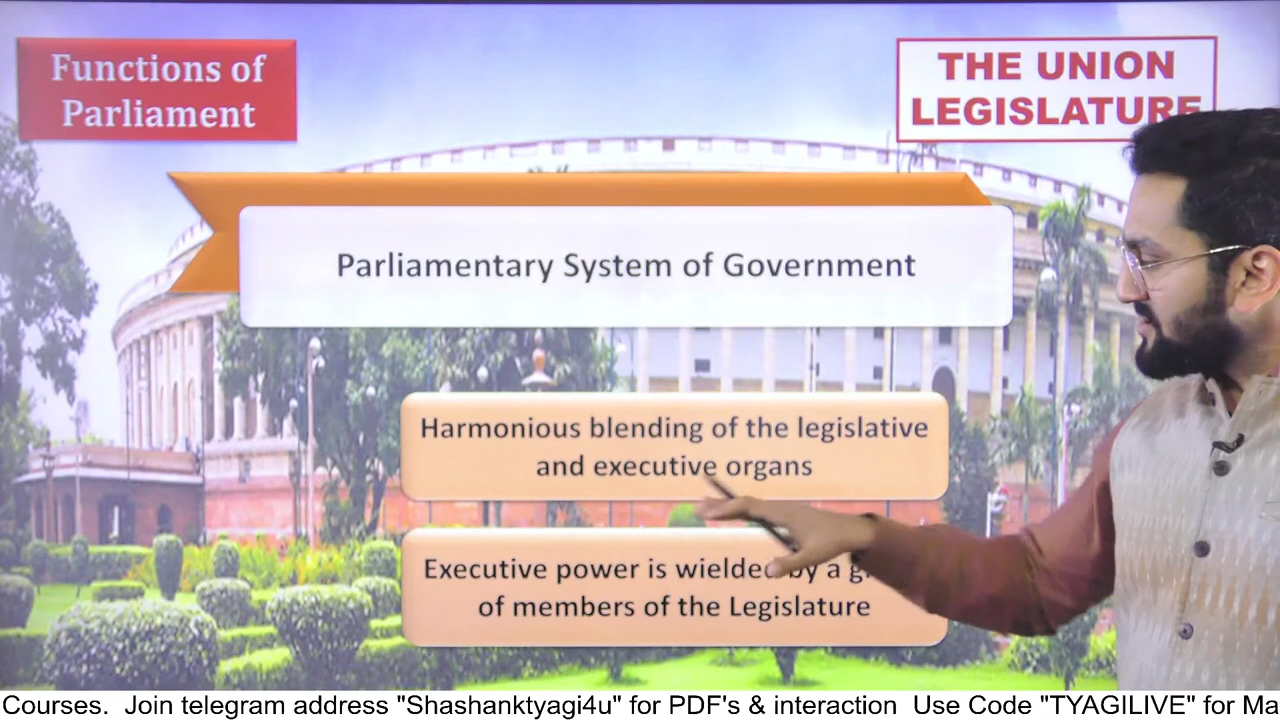 Functions of
Parliament
THE UNION
LEGISLATURE
Parliamentary System of Government
Harmonious blending of the legislative
and executive organs
Executive power is wielded by a
of members of the Legislature
Courses. Join telegram address "Shashanktyagi4u" for PDF's & interaction Use Code "TYAGILIVE" for